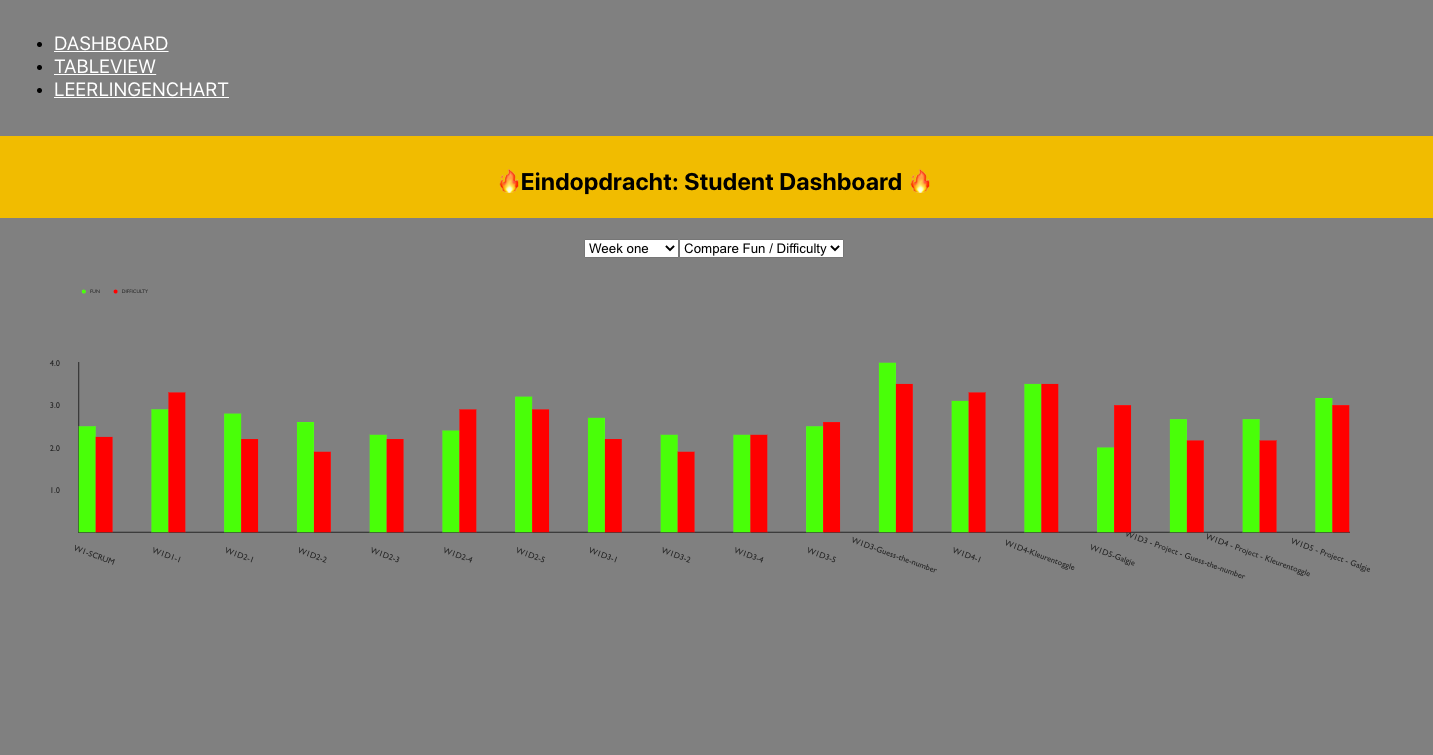 DASHBOARD
TABLEVIEW
LEERLINGENCHART
🔥Eindopdracht: Student Dashboard 🔥
Week one Compare Fun / Difficulty
FUN DIFFICULTY
4.0
3.0
2.0
1.0
W1-SCRUM
W1D1-1
W1D2-1
W1D2-2
W1D2-3
W1D2-4
W1D2-5
W1D3-1
W1D3-2
W1D3-4
W1D3-5
W1D3-Guess-the-number
W1D4-1
W1D4-Kleurentoggle
W1D5-Galgje
W1D3 - Project - Guess-the-number
W1D4 - Project - Kleurentoggle
W1D5 - Project - Galgje